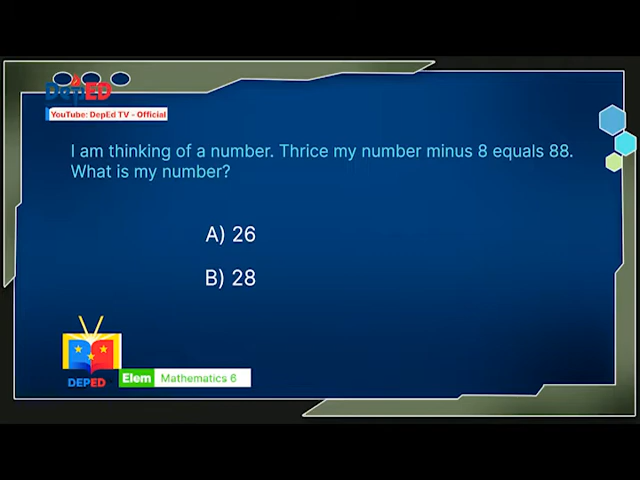 DepED
YouTube: DepEd TV - Official
I am thinking of a number. Thrice my number minus 8 equals 88.
What is my number?
A) 26
B) 28
DEPED
Elem Mathematics 6